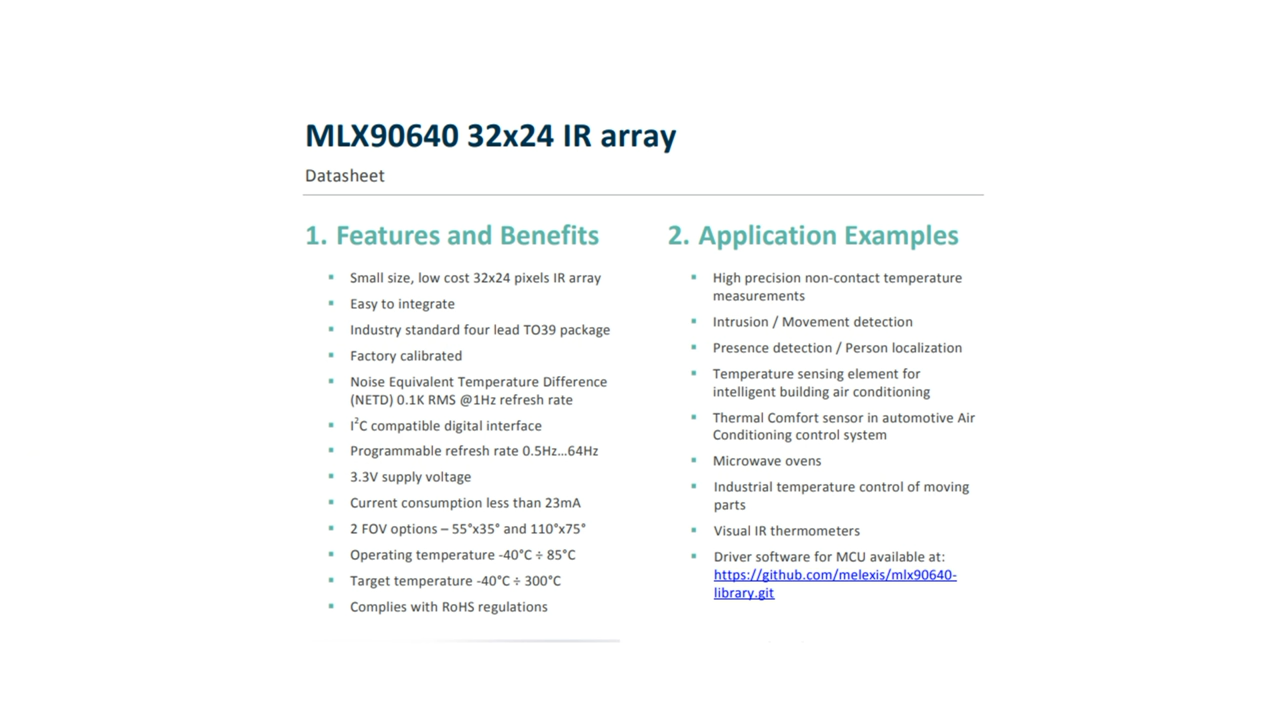 MLX90640 32x24 IR array
Datasheet
1. Features and Benefits
▪ Small size, low cost 32x24 pixels IR array
▪ Easy to integrate
▪ Industry standard four lead TO39 package
▪ Factory calibrated
▪ Noise Equivalent Temperature Difference
(NETD) 0.1K RMS @1Hz refresh rate
▪ I²C compatible digital interface
▪ Programmable refresh rate 0.5Hz…64Hz
▪ 3.3V supply voltage
▪ Current consumption less than 23mA
▪ 2 FOV options – 55°x35° and 110°x75°
▪ Operating temperature -40°C ÷ 85°C
▪ Target temperature -40°C ÷ 300°C
▪ Complies with RoHS regulations
2. Application Examples
▪ High precision non-contact temperature
measurements
▪ Intrusion / Movement detection
▪ Presence detection / Person localization
▪ Temperature sensing element for
intelligent building air conditioning
▪ Thermal Comfort sensor in automotive Air
Conditioning control system
▪ Microwave ovens
▪ Industrial temperature control of moving
parts
▪ Visual IR thermometers
▪ Driver software for MCU available at:
https://github.com/melexis/mlx90640-
library.git